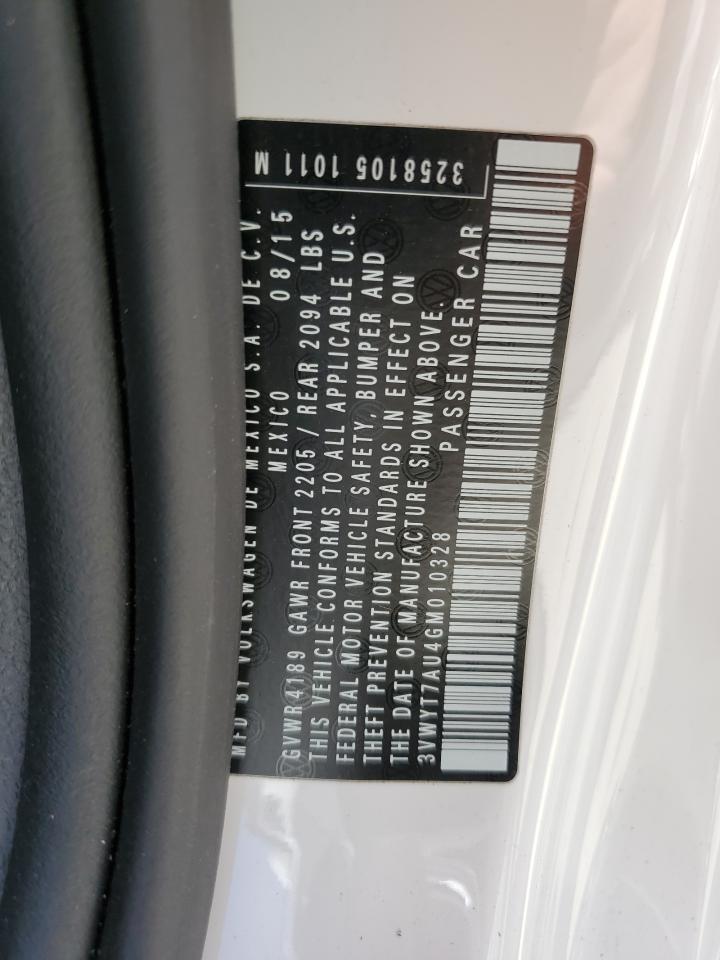 MFD BY VOLKSWAGEN DE MEXICO S.A. DE C.V.
MEXICO 08/15
GVWR 4189 GAWR FRONT 2205 / REAR 2094 LBS
THIS VEHICLE CONFORMS TO ALL APPLICABLE U.S.
FEDERAL MOTOR VEHICLE SAFETY, BUMPER AND
THEFT PREVENTION STANDARDS IN EFFECT ON
THE DATE OF MANUFACTURE SHOWN ABOVE.
3VWYT7AU4GM010328 PASSENGER CAR
3258105 1011 M